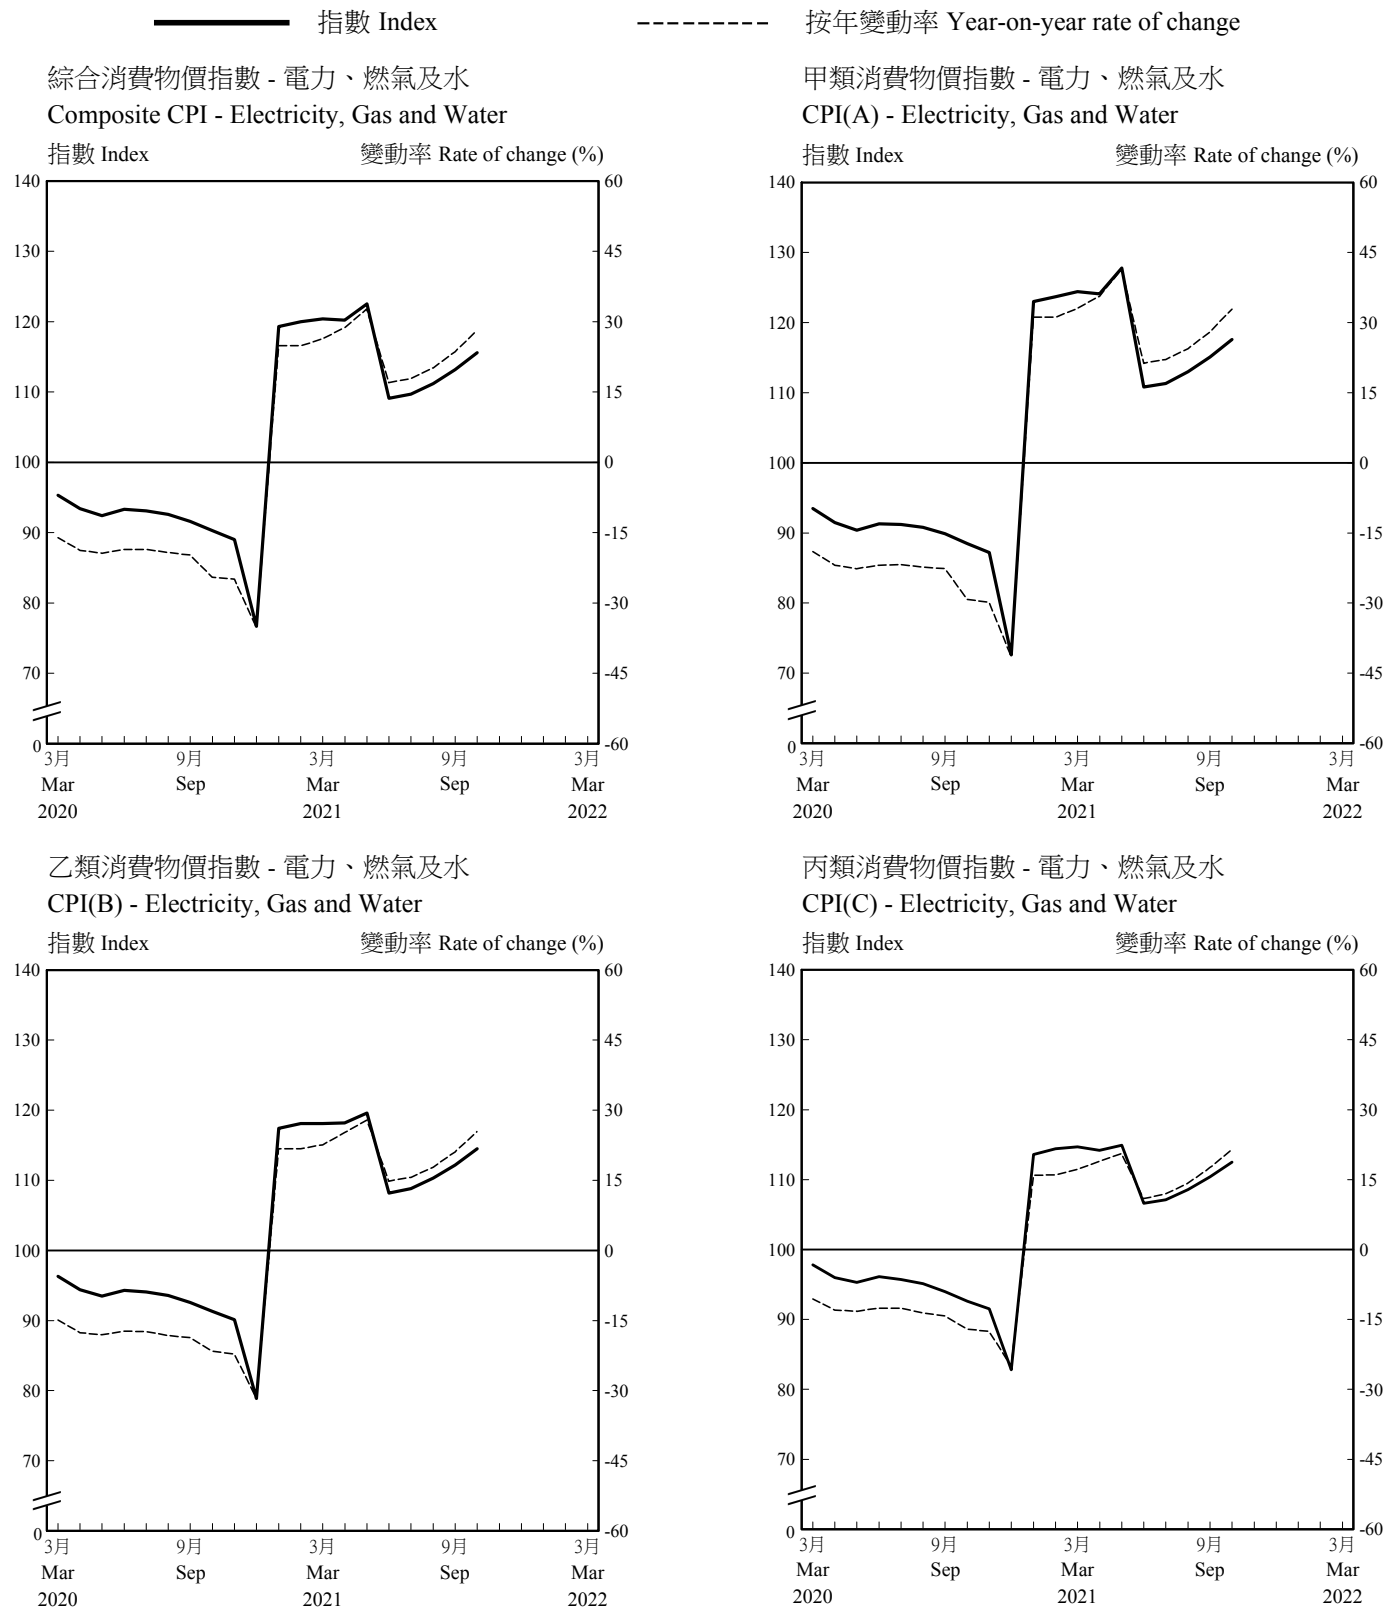 指數 Index
按年變動率 Year-on-year rate of change
綜合消費物價指數 - 電力、燃氣及水
Composite CPI - Electricity, Gas and Water
指數 Index 變動率 Rate of change (%)
140 60
130 45
120 30
110 15
100 0
90 -15
80 -30
70 -45
0 -60
3月 9月 3月 9月 3月
Mar Sep Mar Sep Mar
2020 2021 2022
甲類消費物價指數 - 電力、燃氣及水
CPI(A) - Electricity, Gas and Water
指數 Index 變動率 Rate of change (%)
140 60
130 45
120 30
110 15
100 0
90 -15
80 -30
70 -45
0 -60
3月 9月 3月 9月 3月
Mar Sep Mar Sep Mar
2020 2021 2022
乙類消費物價指數 - 電力、燃氣及水
CPI(B) - Electricity, Gas and Water
指數 Index 變動率 Rate of change (%)
140 60
130 45
120 30
110 15
100 0
90 -15
80 -30
70 -45
0 -60
3月 9月 3月 9月 3月
Mar Sep Mar Sep Mar
2020 2021 2022
丙類消費物價指數 - 電力、燃氣及水
CPI(C) - Electricity, Gas and Water
指數 Index 變動率 Rate of change (%)
140 60
130 45
120 30
110 15
100 0
90 -15
80 -30
70 -45
0 -60
3月 9月 3月 9月 3月
Mar Sep Mar Sep Mar
2020 2021 2022